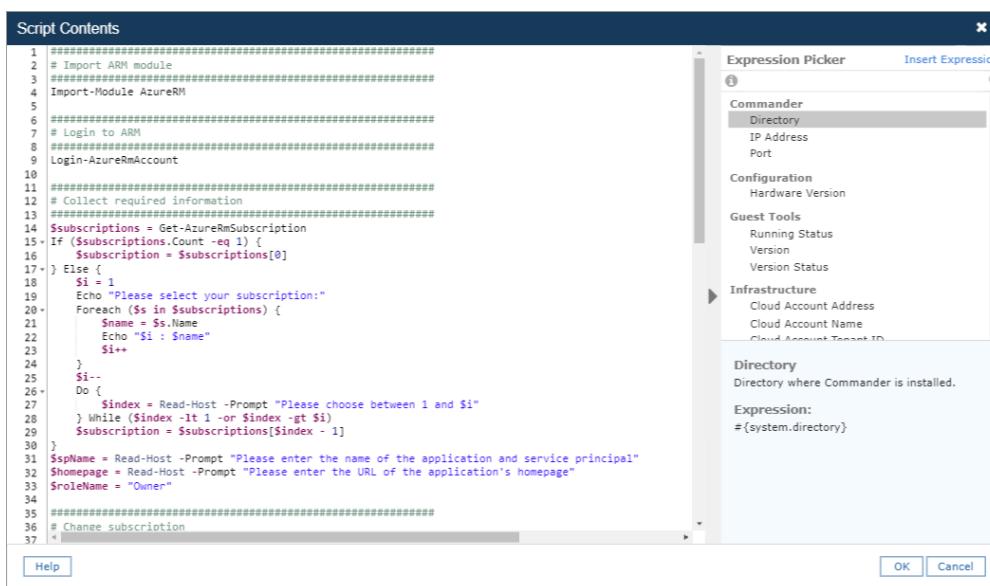 Script Contents
1 ############################################################
2 # Import ARM module
3 ############################################################
4 Import-Module AzureRM
5
6 ############################################################
7 # Login to ARM
8 ############################################################
9 Login-AzureRmAccount
10
11 ############################################################
12 # Collect required information
13 ############################################################
14 $subscriptions = Get-AzureRmSubscription
15 If ($subscriptions.Count -eq 1) {
16     $subscription = $subscriptions[0]
17 } Else {
18     $i = 1
19     Echo "Please select your subscription:"
20     Foreach ($s in $subscriptions) {
21         $name = $s.Name
22         Echo "$i : $name"
23         $i++
24     }
25     $i--
26     Do {
27         $index = Read-Host -Prompt "Please choose between 1 and $i"
28     } While ($index -lt 1 -or $index -gt $i)
29     $subscription = $subscriptions[$index - 1]
30 }
31 $spName = Read-Host -Prompt "Please enter the name of the application and service principal"
32 $homepage = Read-Host -Prompt "Please enter the URL of the application's homepage"
33 $roleName = "Owner"
34
35 ############################################################
36 # Change subscription
37
Expression Picker Insert Expressio
Commander
Directory
IP Address
Port
Configuration
Hardware Version
Guest Tools
Running Status
Version
Version Status
Infrastructure
Cloud Account Address
Cloud Account Name
Cloud Account Tenant ID
Directory
Directory where Commander is installed.
Expression:
#{system.directory}
Help
OK Cancel